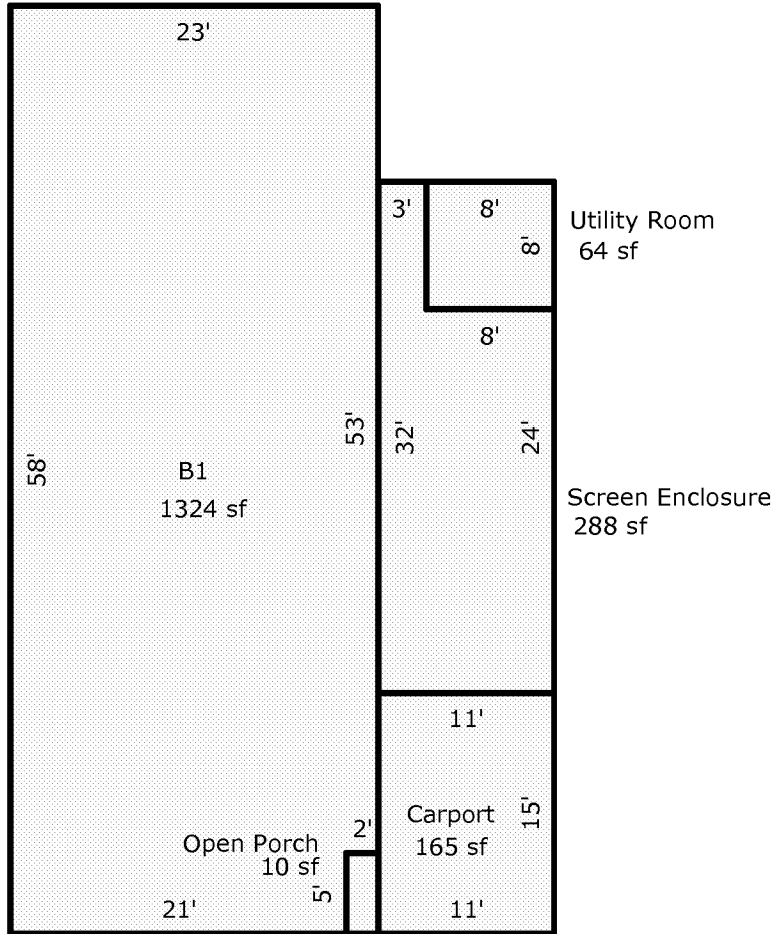 23'
3'
8'
8'
Utility Room
64 sf
8'
53'
32'
24'
58'
B1
1324 sf
Screen Enclosure
288 sf
11'
15'
Carport
165 sf
2'
Open Porch
10 sf
5'
21'
11'